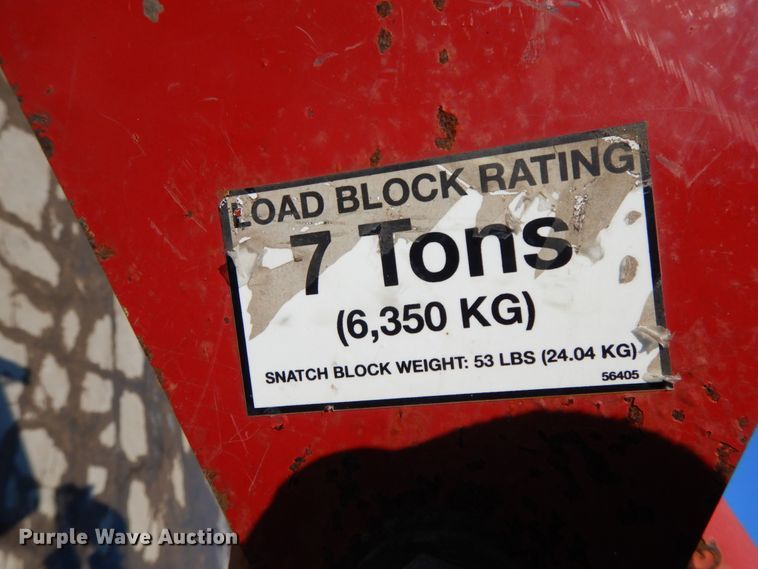 LOAD BLOCK RATING
7 Tons
(6,350 KG)
SNATCH BLOCK WEIGHT: 53 LBS (24.04 KG)
56405
Purple Wave Auction